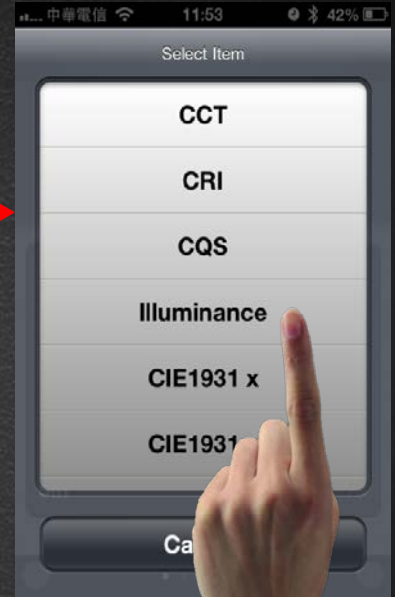 中華電信 11:53 42%
Select Item
CCT
CRI
CQS
Illuminance
CIE1931 x
CIE1931
Ca